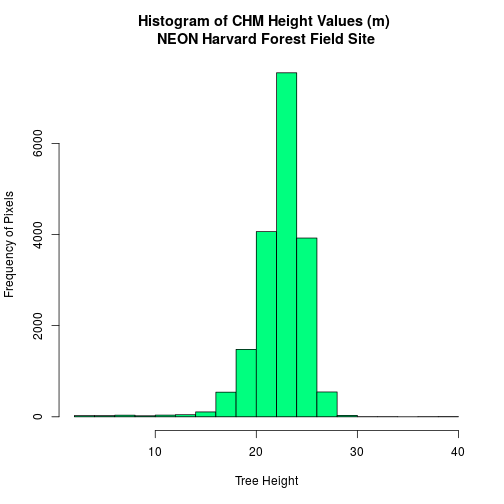 Histogram of CHM Height Values (m)
NEON Harvard Forest Field Site
Frequency of Pixels
6000
4000
2000
0
10 20 30 40
Tree Height